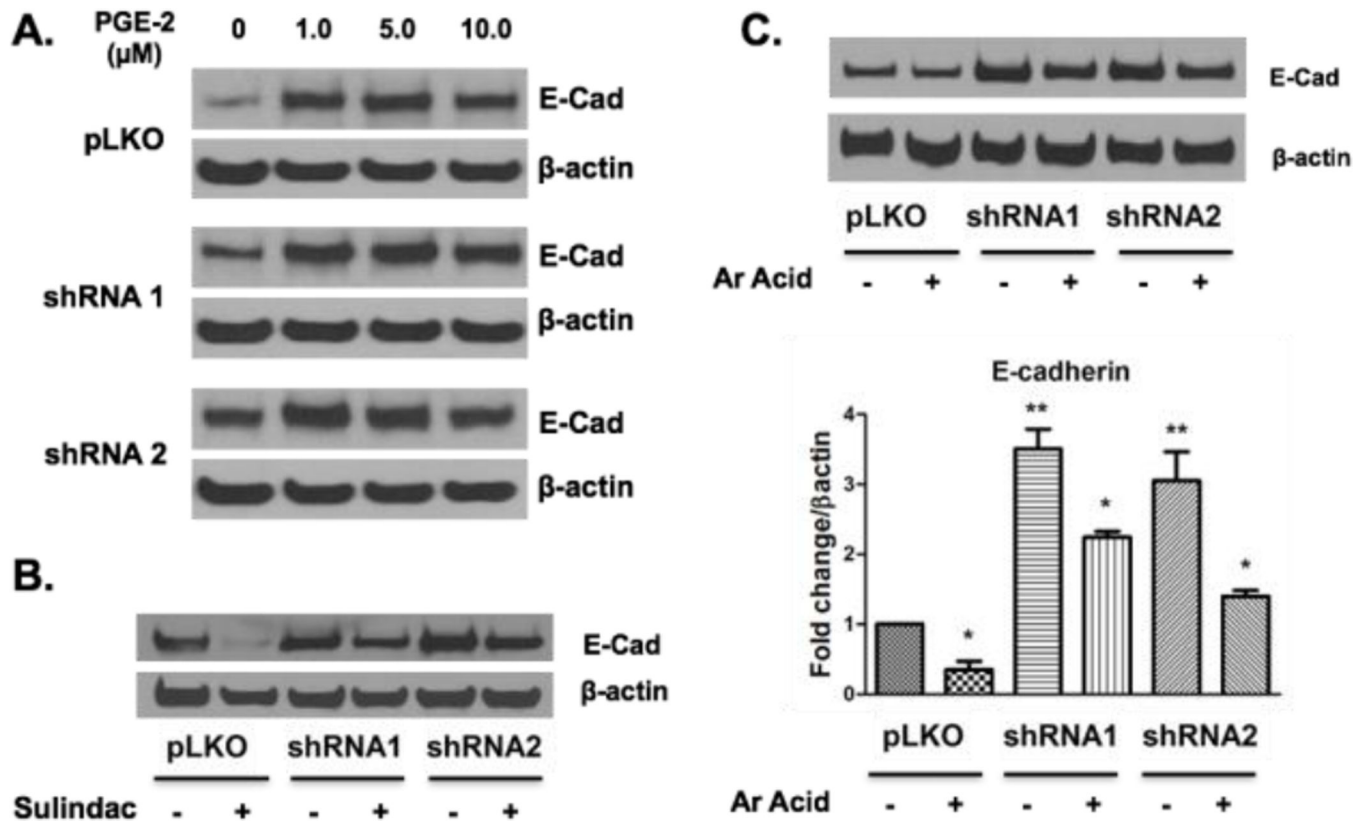 A.
PGE-2
(µM)
0 1.0 5.0 10.0
pLKO
E-Cad
β-actin
shRNA 1
E-Cad
β-actin
shRNA 2
E-Cad
β-actin
B.
E-Cad
β-actin
pLKO shRNA1 shRNA2
Sulindac - + - + - +
C.
E-Cad
β-actin
pLKO shRNA1 shRNA2
Ar Acid - + - + - +
E-cadherin
Fold change/βactin
4
3
2
1
0
* ** * ** *
pLKO shRNA1 shRNA2
Ar Acid - + - + - +